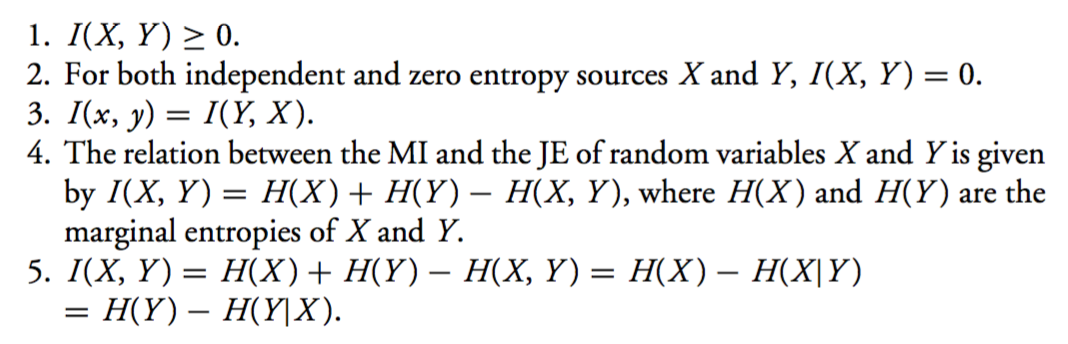 1. I(X, Y) ≥ 0.
2. For both independent and zero entropy sources X and Y, I(X, Y) = 0.
3. I(x, y) = I(Y, X).
4. The relation between the MI and the JE of random variables X and Y is given
by I(X, Y) = H(X) + H(Y) − H(X, Y), where H(X) and H(Y) are the
marginal entropies of X and Y.
5. I(X, Y) = H(X) + H(Y) − H(X, Y) = H(X) − H(X|Y)
= H(Y) − H(Y|X).